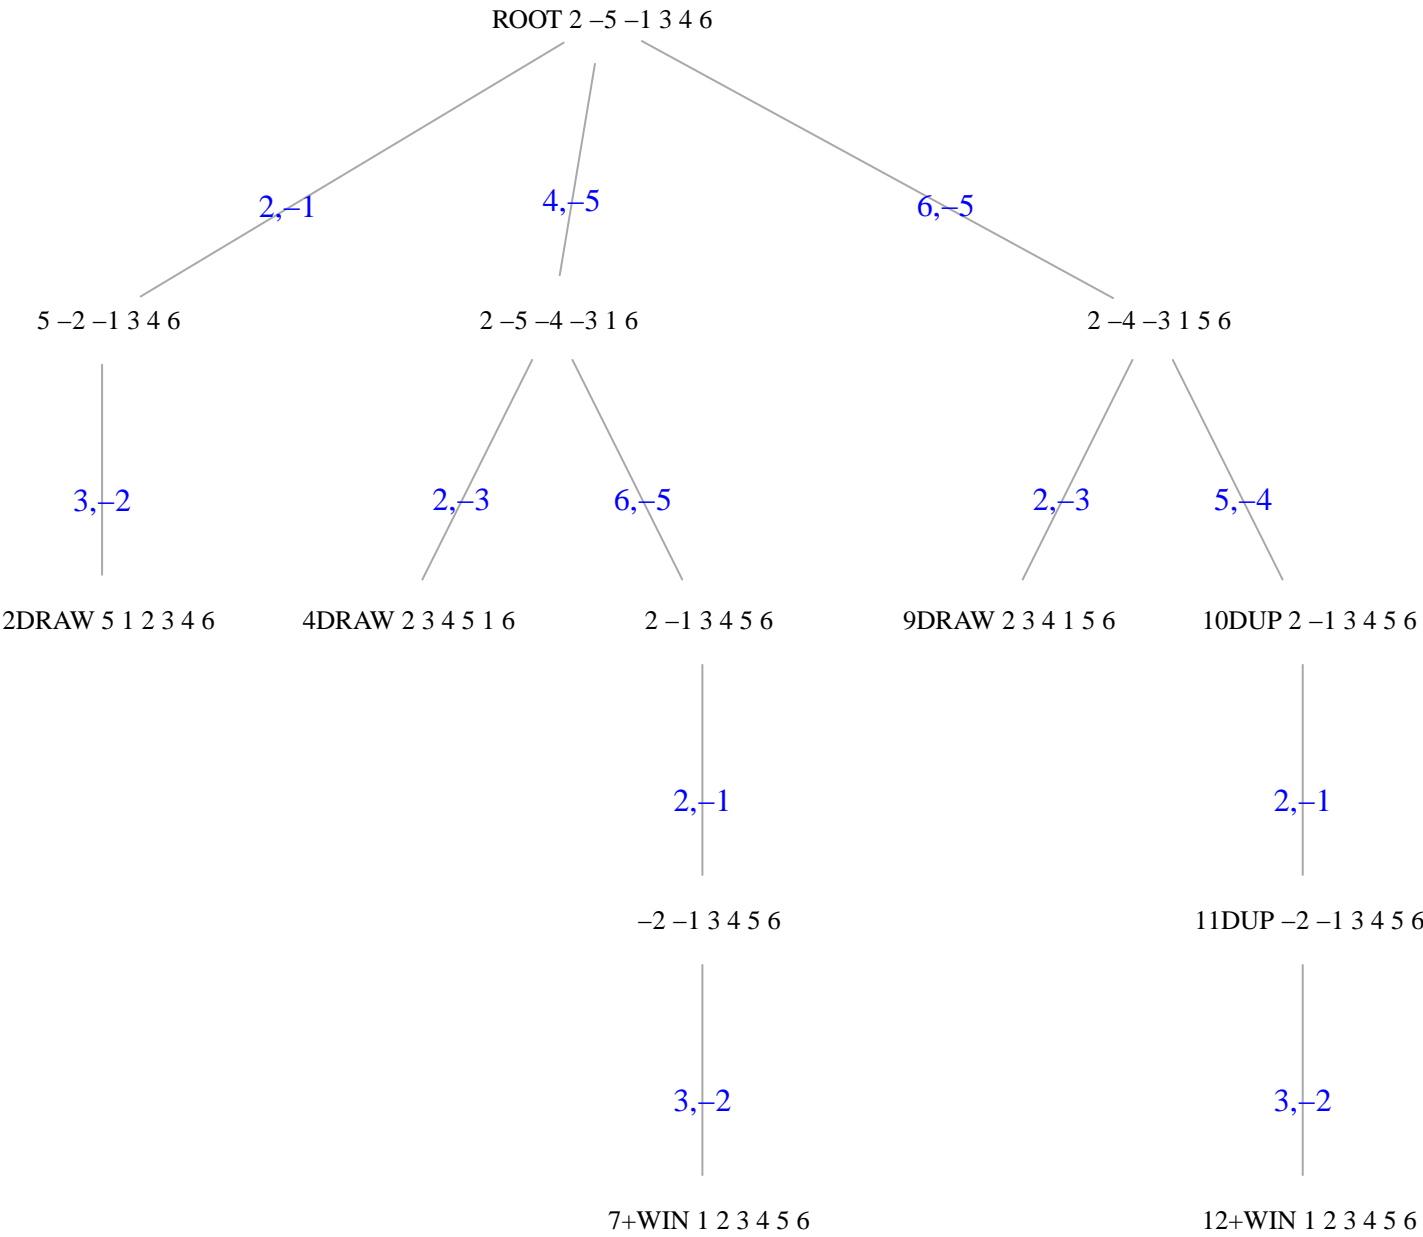 ROOT 2 –5 –1 3 4 6
2,–1
4,–5
6,–5
5 –2 –1 3 4 6
2 –5 –4 –3 1 6
2 –4 –3 1 5 6
3,–2
2,–3
6,–5
2,–3
5,–4
2DRAW 5 1 2 3 4 6
4DRAW 2 3 4 5 1 6
2 –1 3 4 5 6
9DRAW 2 3 4 1 5 6
10DUP 2 –1 3 4 5 6
2,–1
2,–1
–2 –1 3 4 5 6
11DUP –2 –1 3 4 5 6
3,–2
3,–2
7+WIN 1 2 3 4 5 6
12+WIN 1 2 3 4 5 6